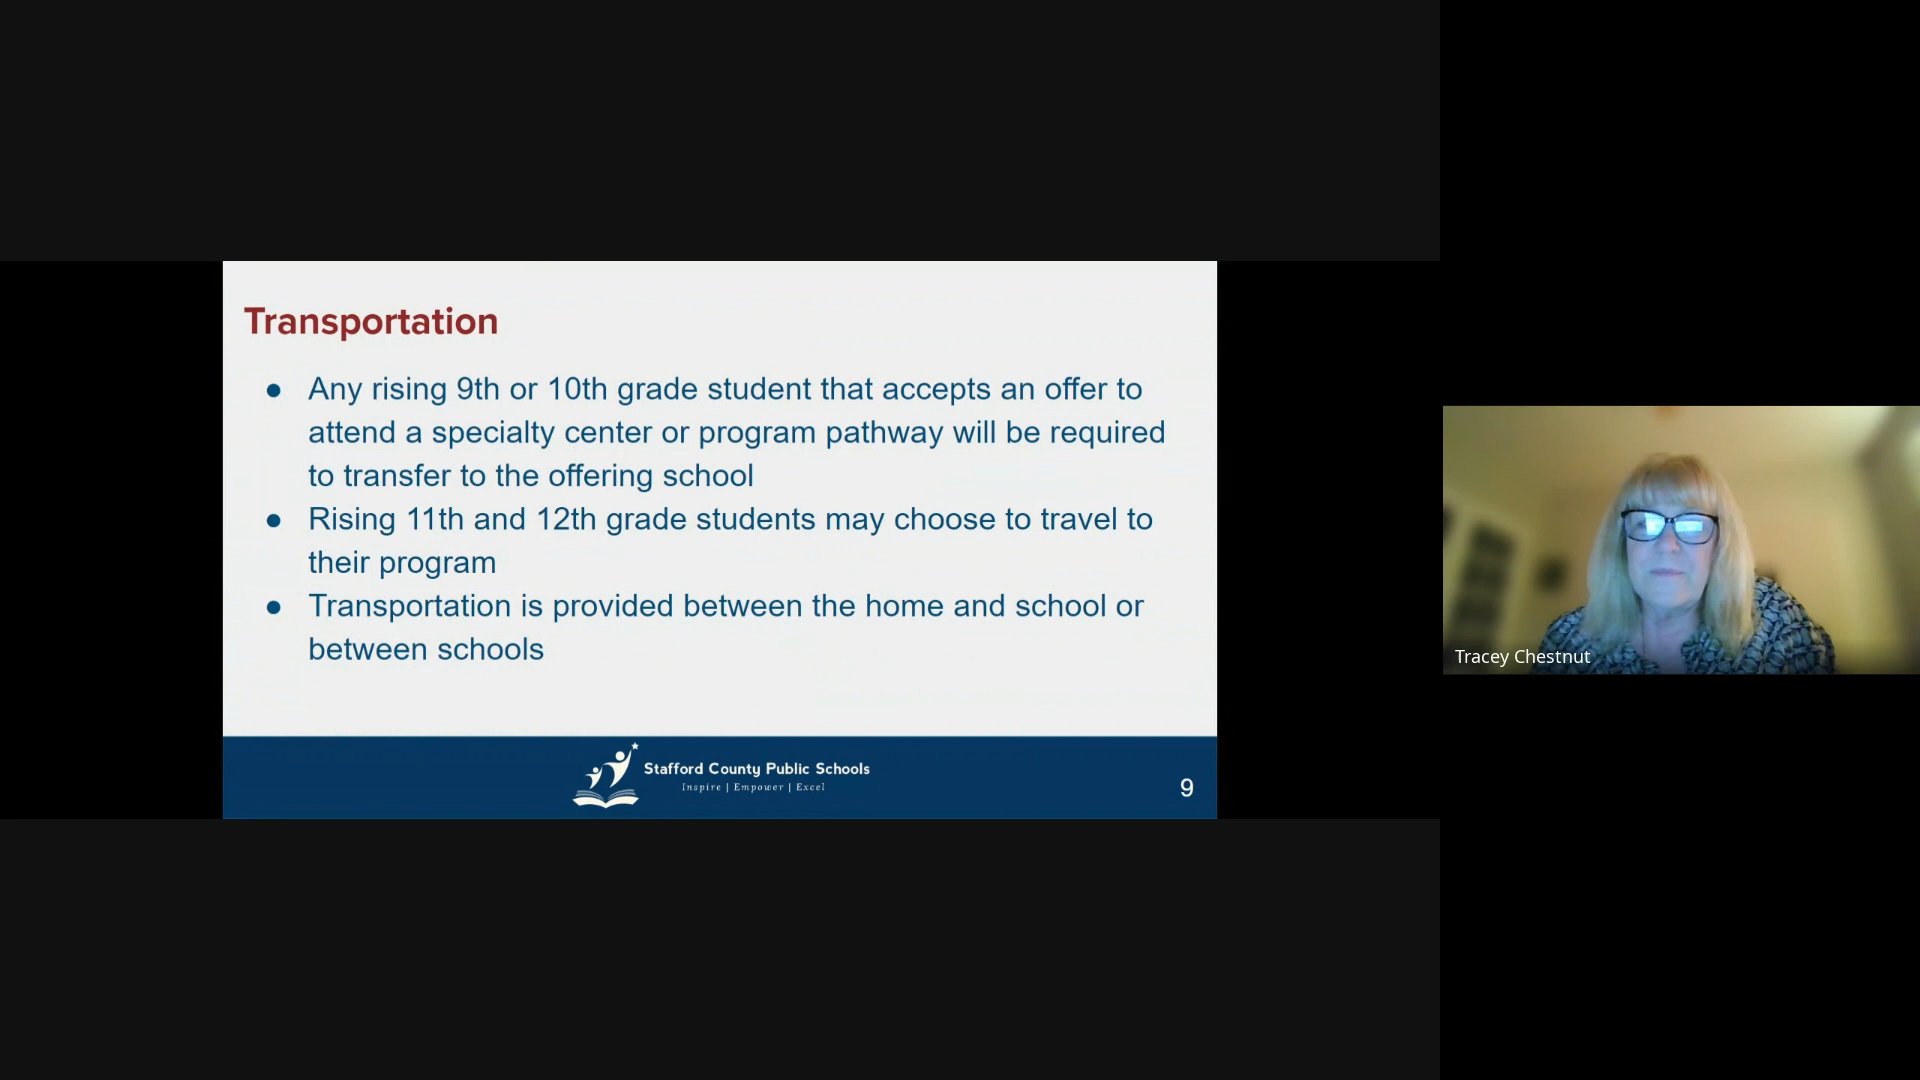 Transportation
● Any rising 9th or 10th grade student that accepts an offer to
attend a specialty center or program pathway will be required
to transfer to the offering school
● Rising 11th and 12th grade students may choose to travel to
their program
● Transportation is provided between the home and school or
between schools
Stafford County Public Schools
Inspire | Empower | Excel
9
Tracey Chestnut